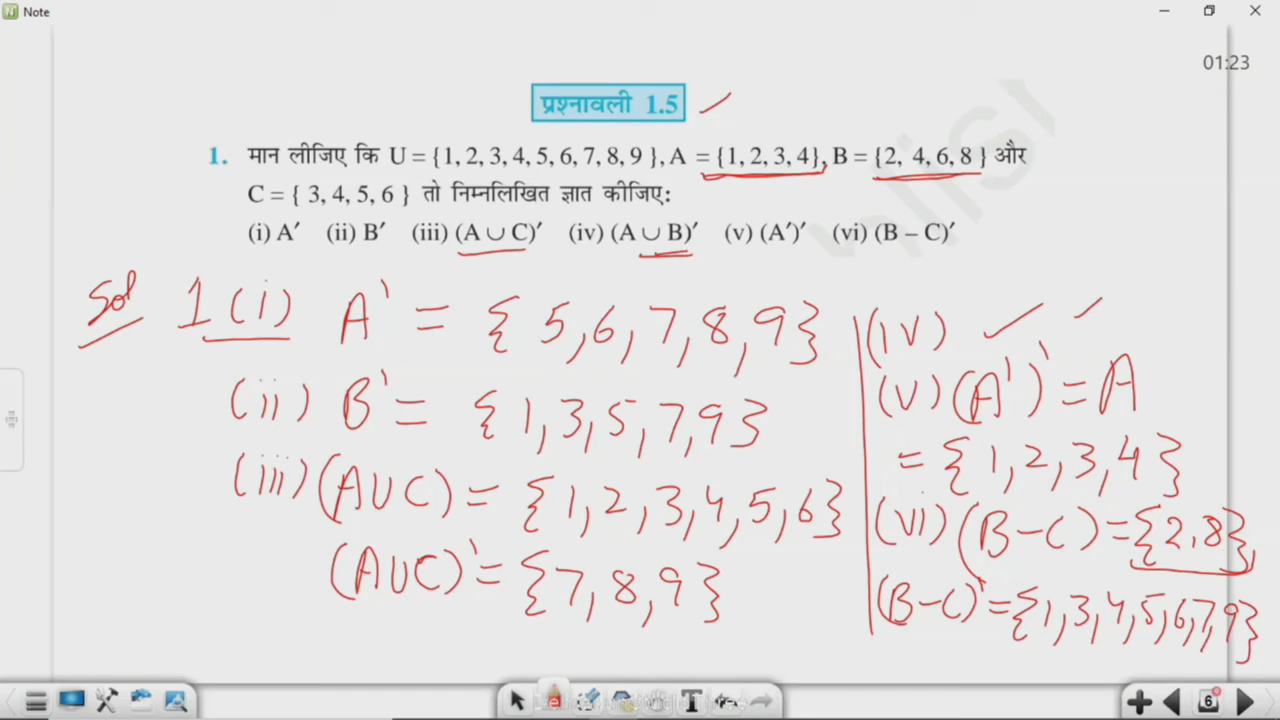 Note
01:23
प्रश्नावली 1.5
1. मान लीजिए कि U = {1, 2, 3, 4, 5, 6, 7, 8, 9 }, A = {1, 2, 3, 4}, B = {2, 4, 6, 8 } और
C = { 3, 4, 5, 6 } तो निम्नलिखित ज्ञात कीजिए:
(i) A′ (ii) B′ (iii) (A ∪ C)′ (iv) (A ∪ B)′ (v) (A′)′ (vi) (B – C)′
Sol 1(i) A' = {5,6,7,8,9}
(ii) B' = {1,3,5,7,9}
(iii) (AUC) = {1,2,3,4,5,6}
(AUC)' = {7,8,9}
(iv)
(v) (A')' = A
= {1,2,3,4}
(vi) (B-C) = {2,8}
(B-C)' = {1,3,4,5,6,7,9}
T
6